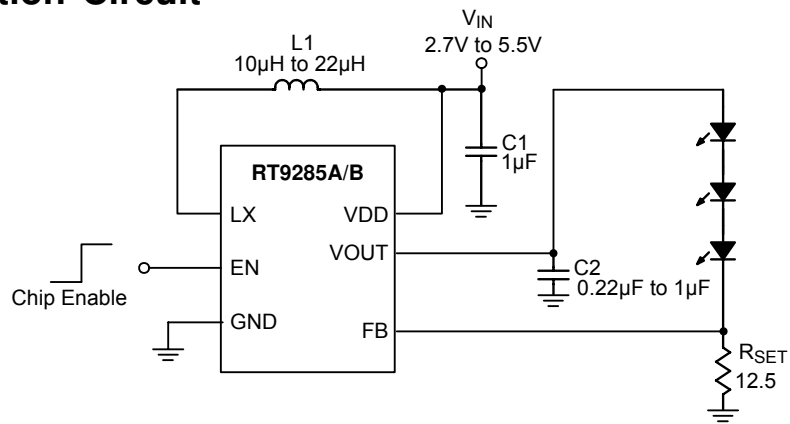 tion Circuit
VIN
2.7V to 5.5V
L1
10µH to 22µH
C1
1µF
RT9285A/B
LX
VDD
VOUT
EN
Chip Enable
C2
0.22µF to 1µF
GND
FB
RSET
12.5